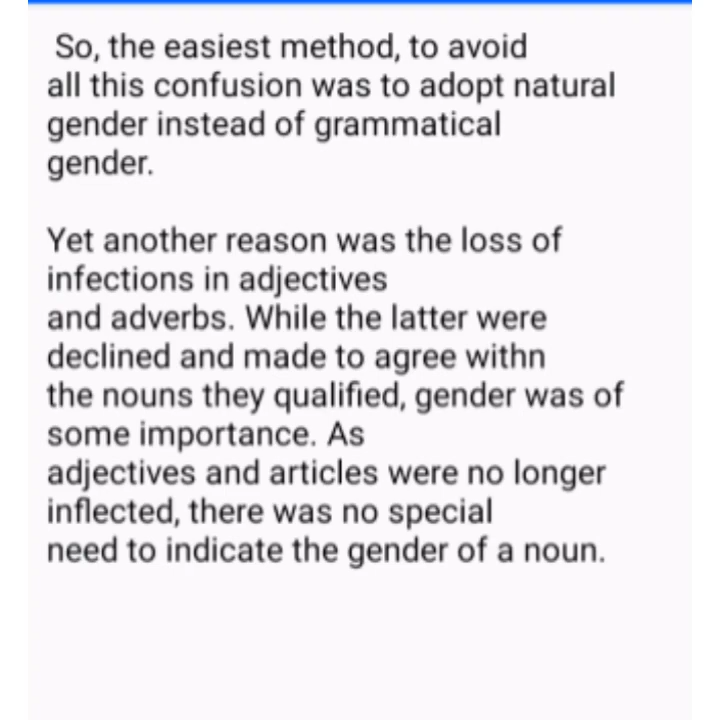 So, the easiest method, to avoid
all this confusion was to adopt natural
gender instead of grammatical
gender.
Yet another reason was the loss of
infections in adjectives
and adverbs. While the latter were
declined and made to agree withn
the nouns they qualified, gender was of
some importance. As
adjectives and articles were no longer
inflected, there was no special
need to indicate the gender of a noun.